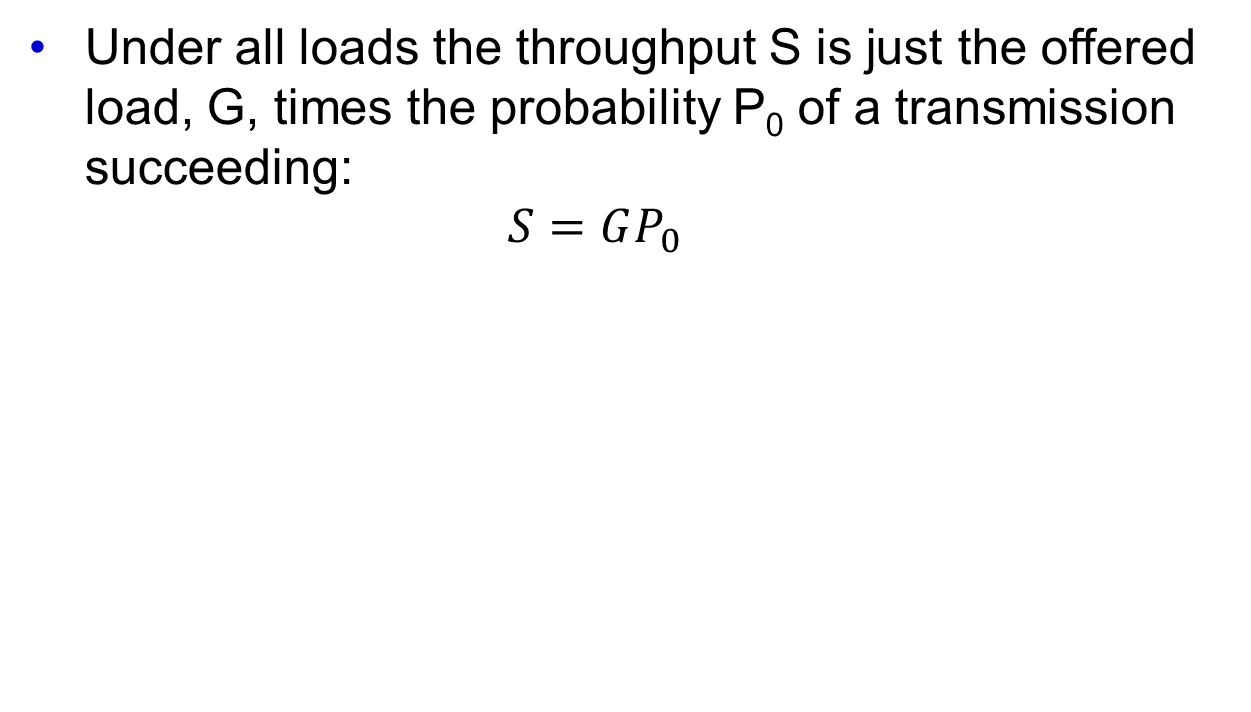 • Under all loads the throughput S is just the offered
load, G, times the probability P₀ of a transmission
succeeding:
𝑆 = 𝐺𝑃₀